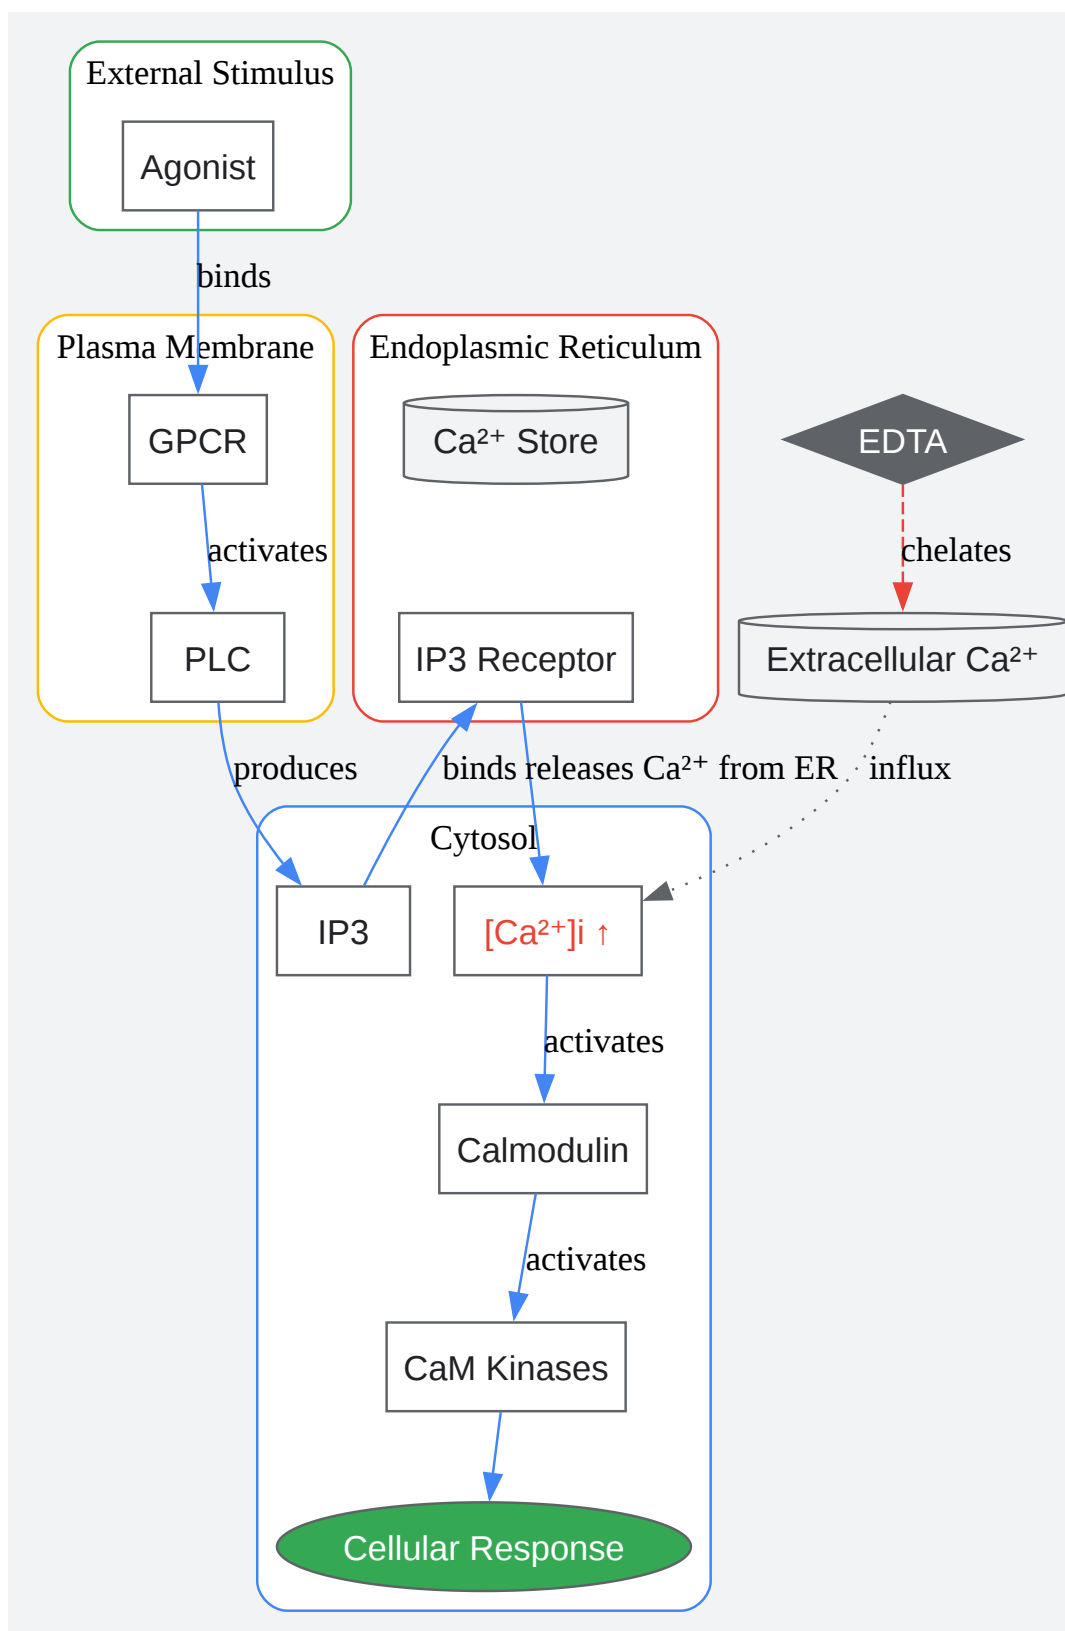 External Stimulus
Agonist
binds
Plasma Membrane
Endoplasmic Reticulum
GPCR
Ca²⁺ Store
EDTA
activates
chelates
PLC
IP3 Receptor
Extracellular Ca²⁺
produces
binds
releases Ca²⁺ from ER
influx
Cytosol
IP3
[Ca²⁺]i ↑
activates
Calmodulin
activates
CaM Kinases
Cellular Response